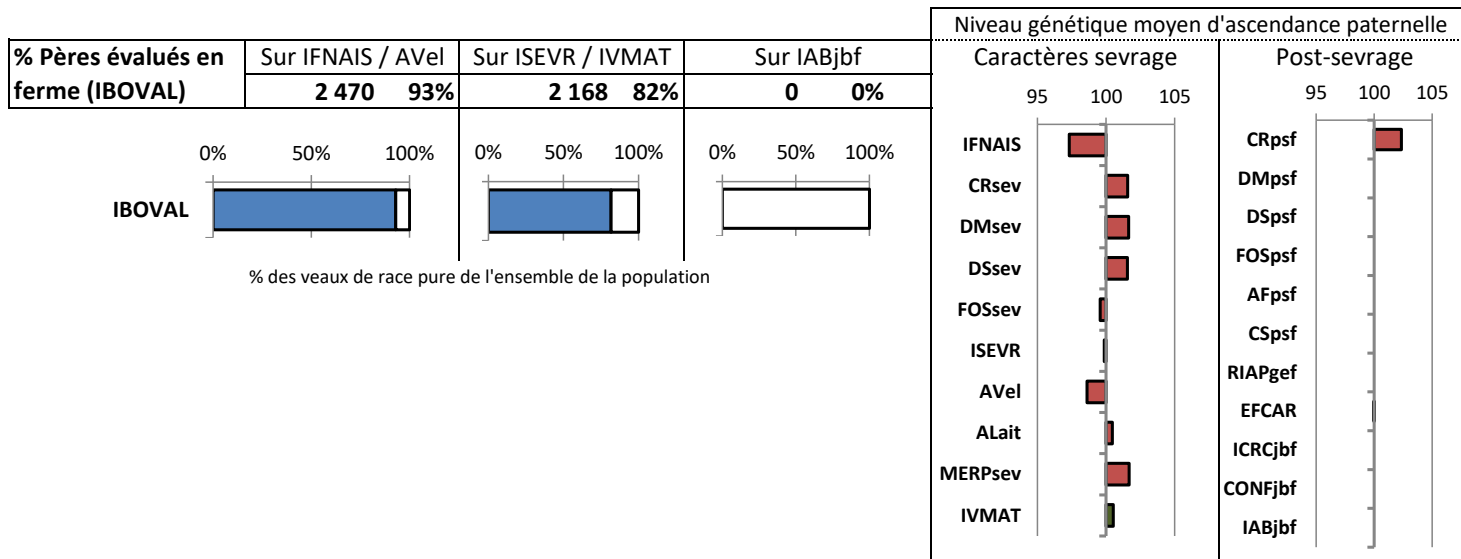 Niveau génétique moyen d'ascendance paternelle
% Pères évalués en ferme (IBOVAL)
Sur IFNAIS / AVel
Sur ISEVR / IVMAT
Sur IABjbf
2 470 93%
2 168 82%
0 0%
0% 50% 100%
0% 50% 100%
0% 50% 100%
IBOVAL
% des veaux de race pure de l'ensemble de la population
Caractères sevrage
95 100 105
IFNAIS
CRsev
DMsev
DSsev
FOSsev
ISEVR
AVel
ALait
MERPsev
IVMAT
Post-sevrage
95 100 105
CRpsf
DMpsf
DSpsf
FOSpsf
AFpsf
CSpsf
RIAPgef
EFCAR
ICRCjbf
CONFjbf
IABjbf